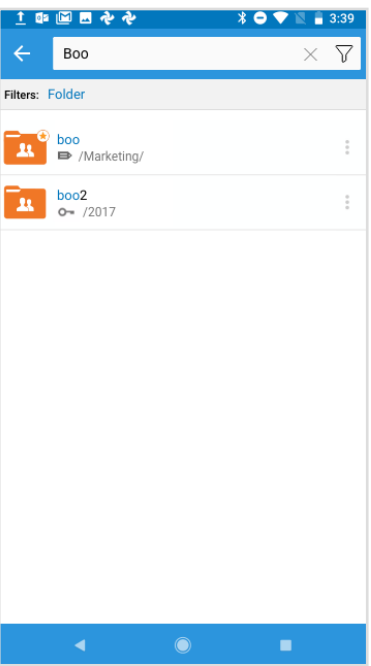 3:39
Boo
Filters: Folder
boo
/Marketing/
boo2
/2017